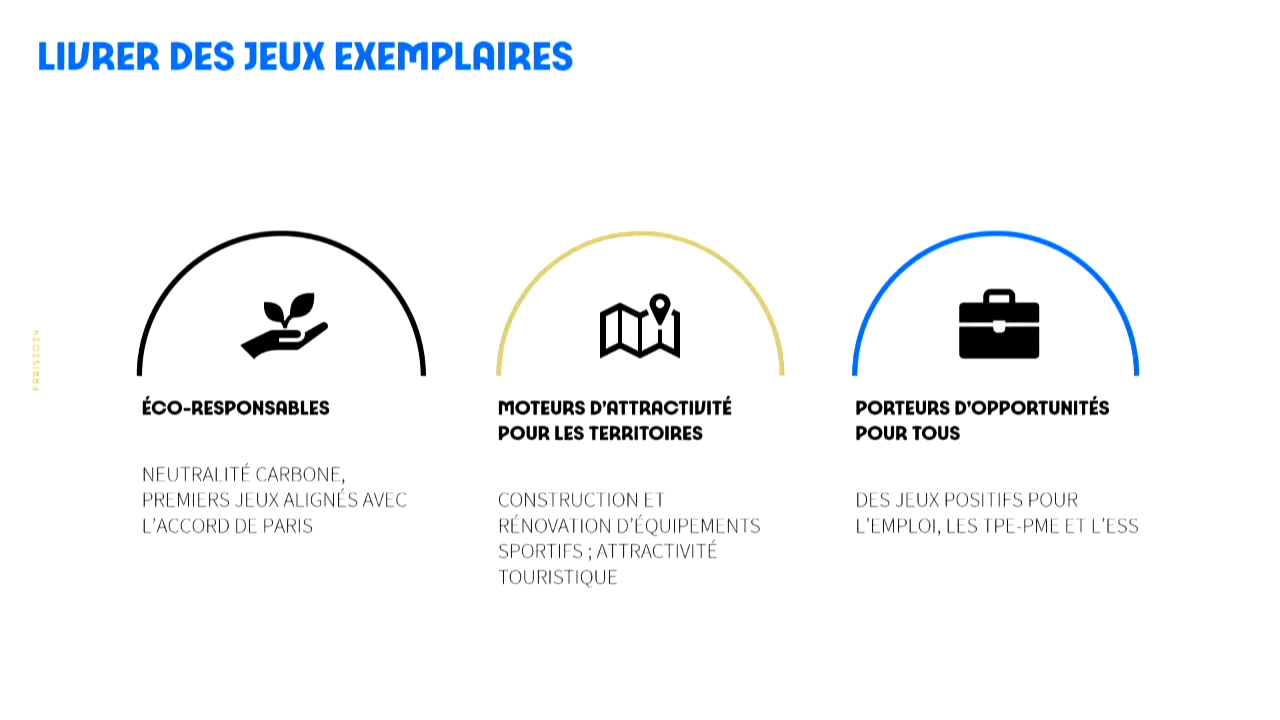 LIVRER DES JEUX EXEMPLAIRES
PARIS2024
ÉCO-RESPONSABLES
NEUTRALITÉ CARBONE,
PREMIERS JEUX ALIGNÉS AVEC
L'ACCORD DE PARIS
MOTEURS D'ATTRACTIVITÉ
POUR LES TERRITOIRES
CONSTRUCTION ET
RÉNOVATION D'ÉQUIPEMENTS
SPORTIFS ; ATTRACTIVITÉ
TOURISTIQUE
PORTEURS D'OPPORTUNITÉS
POUR TOUS
DES JEUX POSITIFS POUR
L'EMPLOI, LES TPE-PME ET L'ESS